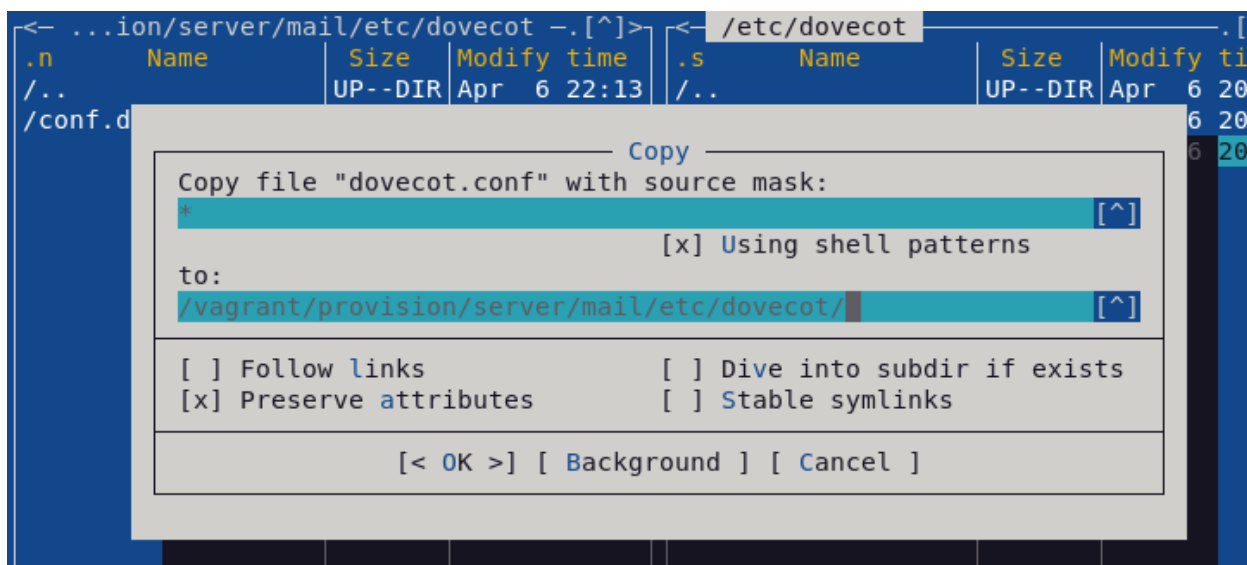 <— ...ion/server/mail/etc/dovecot —.[^]>
<— /etc/dovecot —.[
.n Name Size Modify time .s Name Size Modify ti
/.. UP--DIR Apr 6 22:13 /.. UP--DIR Apr 6 20
/conf.d 6 20
6 20
Copy
Copy file "dovecot.conf" with source mask:
* [^]
[x] Using shell patterns
to:
/vagrant/provision/server/mail/etc/dovecot/ [^]
[ ] Follow links [ ] Dive into subdir if exists
[x] Preserve attributes [ ] Stable symlinks
[< OK >] [ Background ] [ Cancel ]